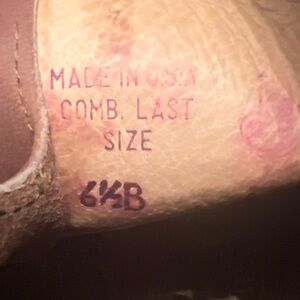 MADE IN U.S.A
COMB. LAST
SIZE
6½B